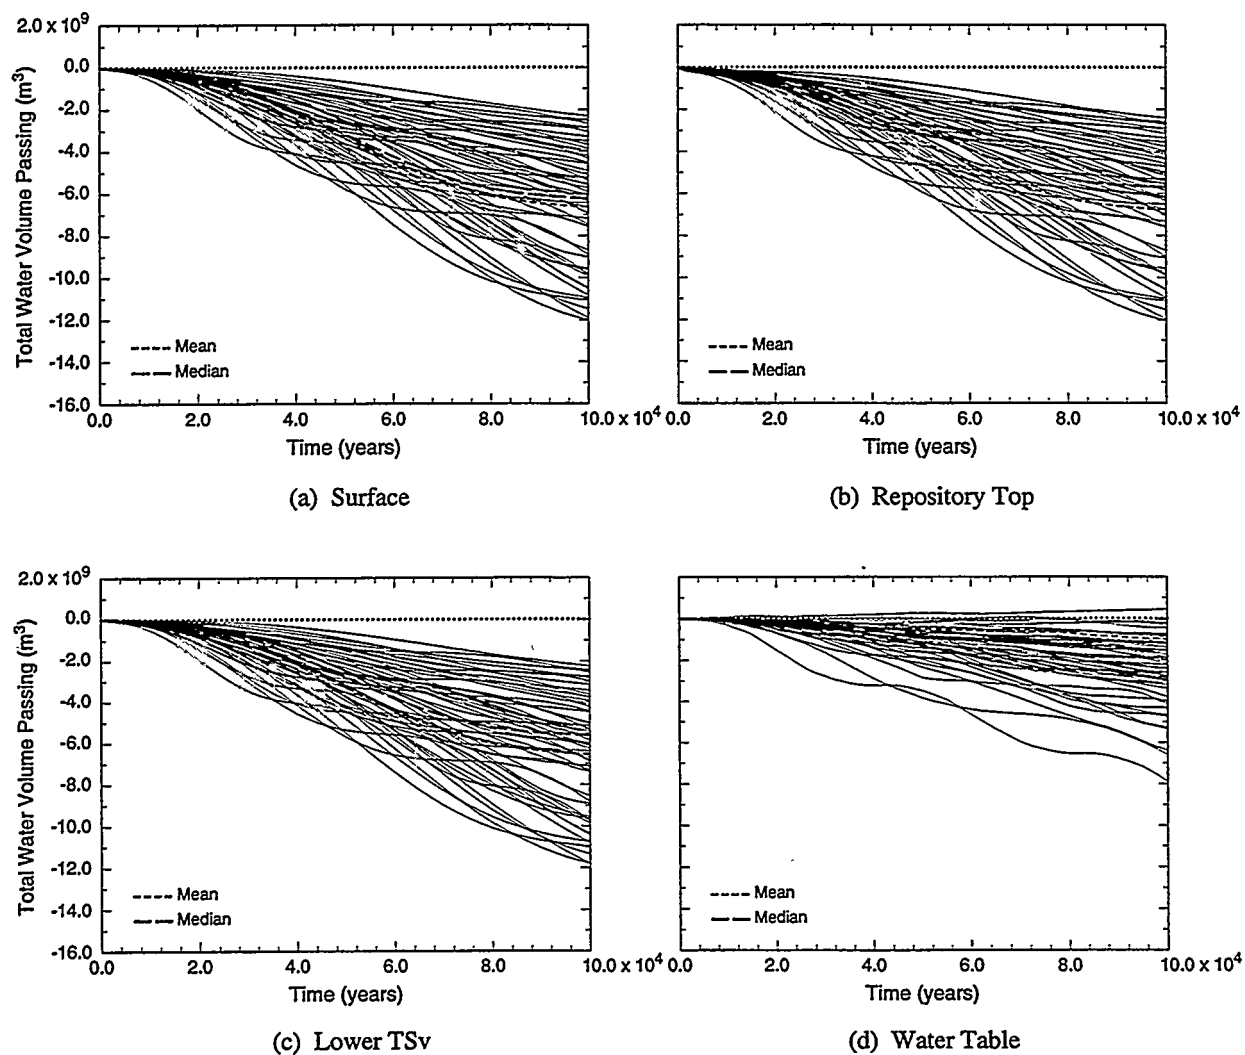 2.0 x 10⁹
0.0
-2.0
-4.0
-6.0
-8.0
-10.0
-12.0
-14.0
-16.0
Total Water Volume Passing (m³)
Mean
Median
0.0 2.0 4.0 6.0 8.0 10.0 x 10⁴
Time (years)
(a) Surface
Mean
Median
0.0 2.0 4.0 6.0 8.0 10.0 x 10⁴
Time (years)
(b) Repository Top
2.0 x 10⁹
0.0
-2.0
-4.0
-6.0
-8.0
-10.0
-12.0
-14.0
-16.0
Total Water Volume Passing (m³)
Mean
Median
0.0 2.0 4.0 6.0 8.0 10.0 x 10⁴
Time (years)
(c) Lower TSv
Mean
Median
0.0 2.0 4.0 6.0 8.0 10.0 x 10⁴
Time (years)
(d) Water Table